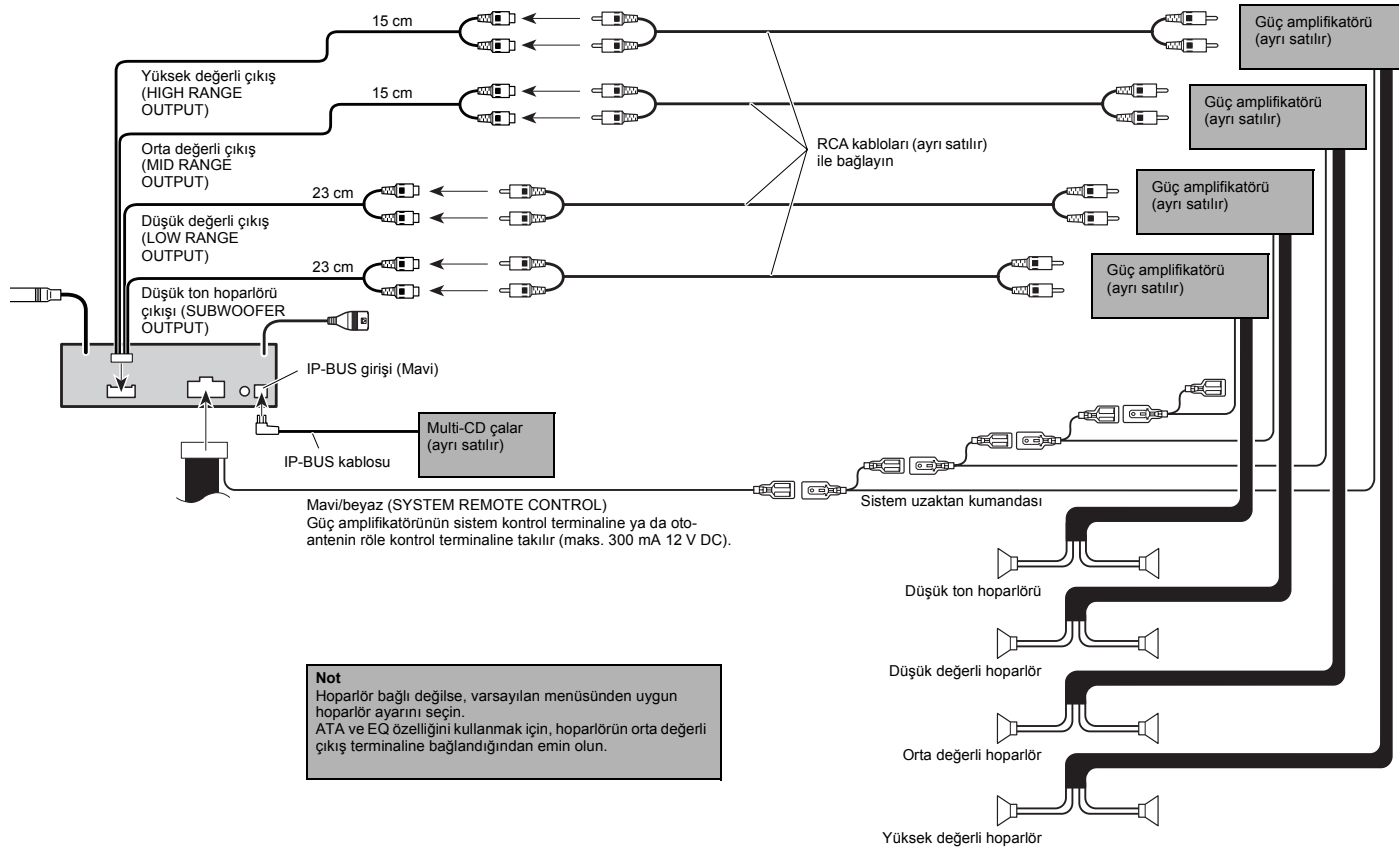 15 cm
Yüksek değerli çıkış
(HIGH RANGE
OUTPUT)
15 cm
Orta değerli çıkış
(MID RANGE
OUTPUT)
23 cm
Düşük değerli çıkış
(LOW RANGE
OUTPUT)
23 cm
Düşük ton hoparlörü
çıkışı (SUBWOOFER
OUTPUT)
RCA kabloları (ayrı satılır)
ile bağlayın
Güç amplifikatörü
(ayrı satılır)
Güç amplifikatörü
(ayrı satılır)
Güç amplifikatörü
(ayrı satılır)
Güç amplifikatörü
(ayrı satılır)
IP-BUS girişi (Mavi)
Multi-CD çalar
(ayrı satılır)
IP-BUS kablosu
Mavi/beyaz (SYSTEM REMOTE CONTROL)
Güç amplifikatörünün sistem kontrol terminaline ya da oto-
antenin röle kontrol terminaline takılır (maks. 300 mA 12 V DC).
Sistem uzaktan kumandası
Düşük ton hoparlörü
Düşük değerli hoparlör
Orta değerli hoparlör
Yüksek değerli hoparlör
Not
Hoparlör bağlı değilse, varsayılan menüsünden uygun
hoparlör ayarını seçin.
ATA ve EQ özelliğini kullanmak için, hoparlörün orta değerli
çıkış terminaline bağlandığından emin olun.